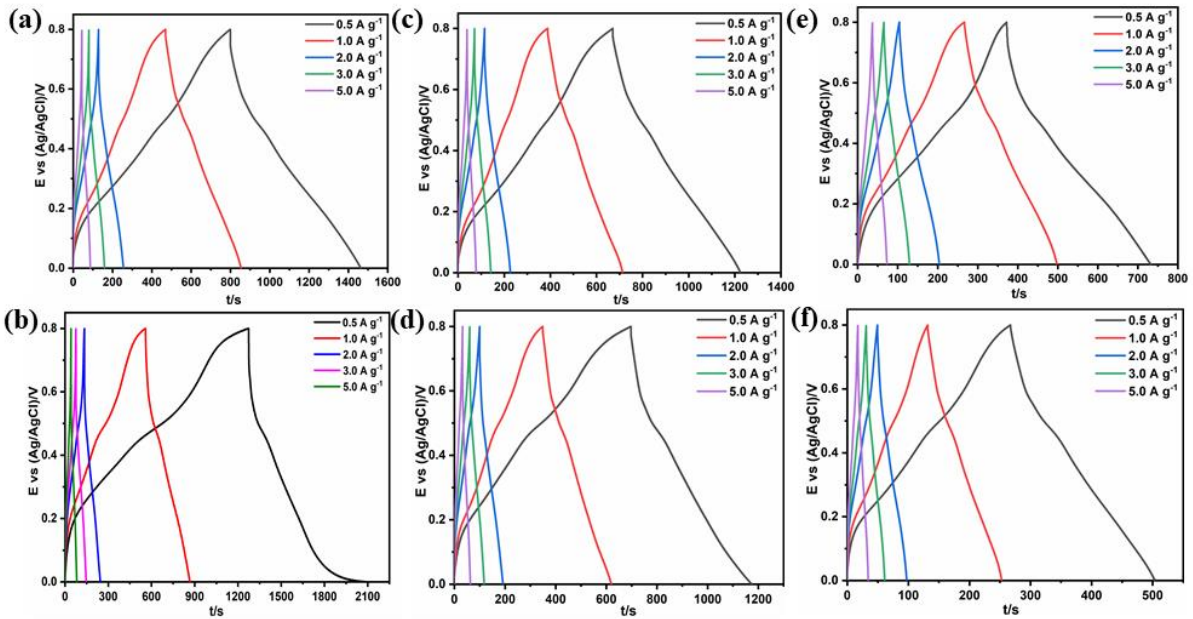 (a)
E vs (Ag/AgCl)/V
0.8
0.6
0.4
0.2
0.0
0 200 400 600 800 1000 1200 1400 1600
t/s
0.5 A g⁻¹
1.0 A g⁻¹
2.0 A g⁻¹
3.0 A g⁻¹
5.0 A g⁻¹
(c)
E vs (Ag/AgCl)/V
0.8
0.6
0.4
0.2
0.0
0 200 400 600 800 1000 1200 1400
t/s
0.5 A g⁻¹
1.0 A g⁻¹
2.0 A g⁻¹
3.0 A g⁻¹
5.0 A g⁻¹
(e)
E vs (Ag/AgCl)/V
0.8
0.6
0.4
0.2
0.0
0 100 200 300 400 500 600 700 800
t/s
0.5 A g⁻¹
1.0 A g⁻¹
2.0 A g⁻¹
3.0 A g⁻¹
5.0 A g⁻¹
(b)
E vs (Ag/AgCl)/V
0.8
0.6
0.4
0.2
0.0
0 300 600 900 1200 1500 1800 2100
t/s
0.5 A g⁻¹
1.0 A g⁻¹
2.0 A g⁻¹
3.0 A g⁻¹
5.0 A g⁻¹
(d)
E vs (Ag/AgCl)/V
0.8
0.6
0.4
0.2
0.0
0 200 400 600 800 1000 1200
t/s
0.5 A g⁻¹
1.0 A g⁻¹
2.0 A g⁻¹
3.0 A g⁻¹
5.0 A g⁻¹
(f)
E vs (Ag/AgCl)/V
0.8
0.6
0.4
0.2
0.0
0 100 200 300 400 500
t/s
0.5 A g⁻¹
1.0 A g⁻¹
2.0 A g⁻¹
3.0 A g⁻¹
5.0 A g⁻¹